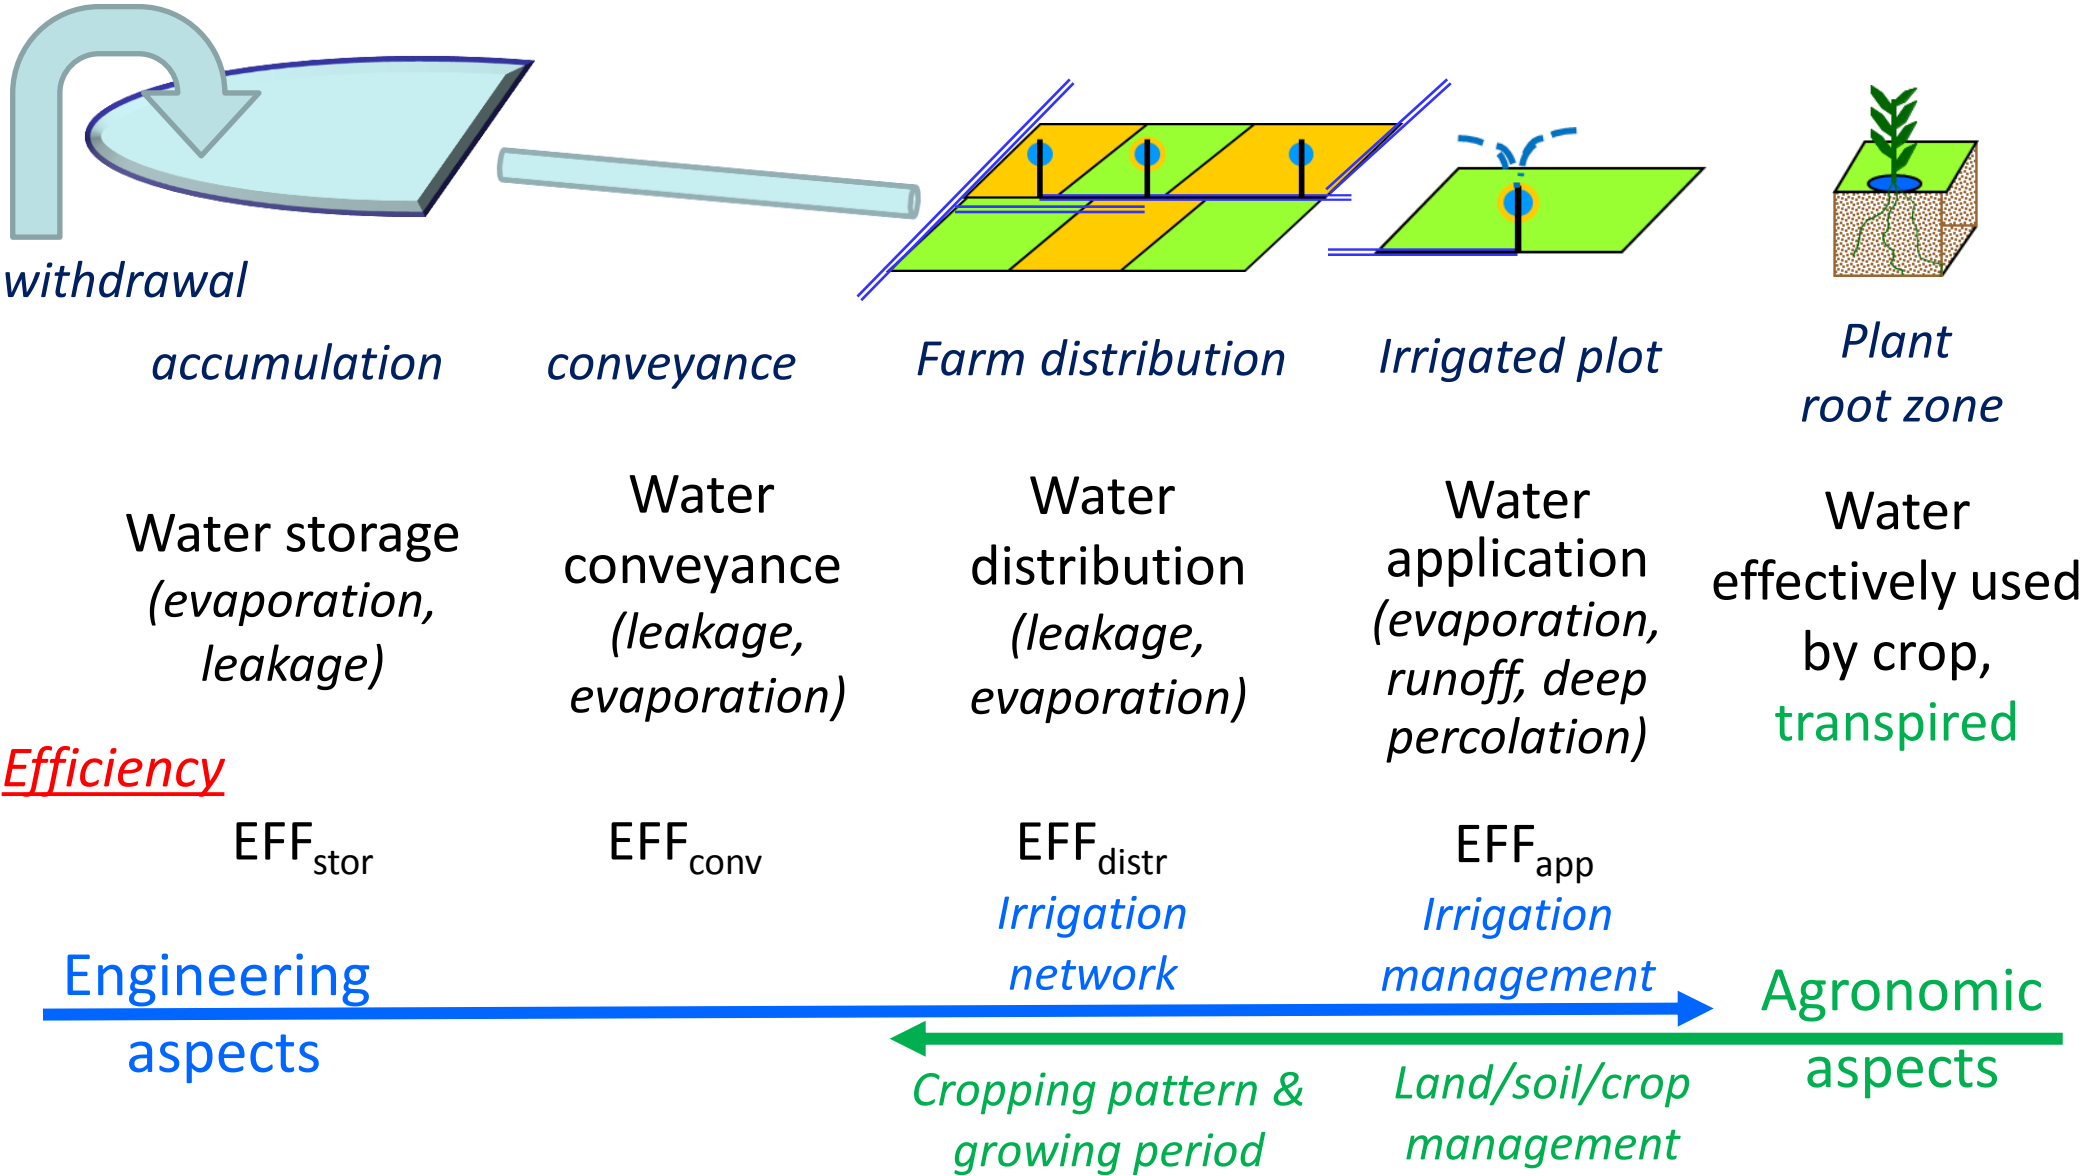 withdrawal
accumulation
conveyance
Farm distribution
Irrigated plot
Plant
root zone
Water storage
(evaporation,
leakage)
Water
conveyance
(leakage,
evaporation)
Water
distribution
(leakage,
evaporation)
Water
application
(evaporation,
runoff, deep
percolation)
Water
effectively used
by crop,
transpired
Efficiency
EFFstor
EFFconv
EFFdistr
EFFapp
Irrigation
network
Irrigation
management
Engineering
aspects
Agronomic
aspects
Cropping pattern &
growing period
Land/soil/crop
management